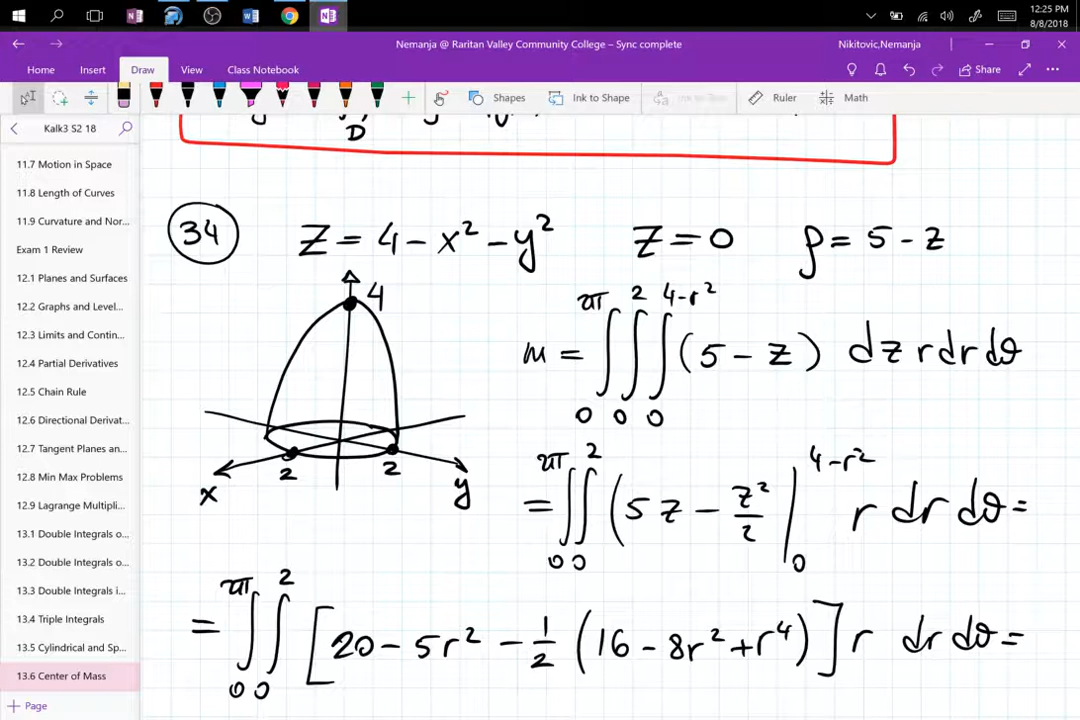 12:25 PM
8/8/2018
Nemanja @ Raritan Valley Community College – Sync complete
Nikitovic,Nemanja
Home Insert Draw View Class Notebook
Share
Shapes Ink to Shape Ink to Text Ruler Math
Kalk3 S2 18
11.7 Motion in Space
11.8 Length of Curves
11.9 Curvature and Nor...
Exam 1 Review
12.1 Planes and Surfaces
12.2 Graphs and Level...
12.3 Limits and Contin...
12.4 Partial Derivatives
12.5 Chain Rule
12.6 Directional Derivat...
12.7 Tangent Planes an...
12.8 Min Max Problems
12.9 Lagrange Multipli...
13.1 Double Integrals o...
13.2 Double Integrals o...
13.3 Double Integrals i...
13.4 Triple Integrals
13.5 Cylindrical and Sp...
13.6 Center of Mass
+ Page
D
34 z = 4 - x² - y² z = 0 ρ = 5 - z
4
2 2
x y
m = ∫₀^2π ∫₀^2 ∫₀^4-r² (5 - z) dz r dr dθ
= ∫₀^2π ∫₀^2 (5z - z²/2 |₀^4-r² r dr dθ =
= ∫₀^2π ∫₀^2 [20 - 5r² - 1/2 (16 - 8r² + r⁴)] r dr dθ =